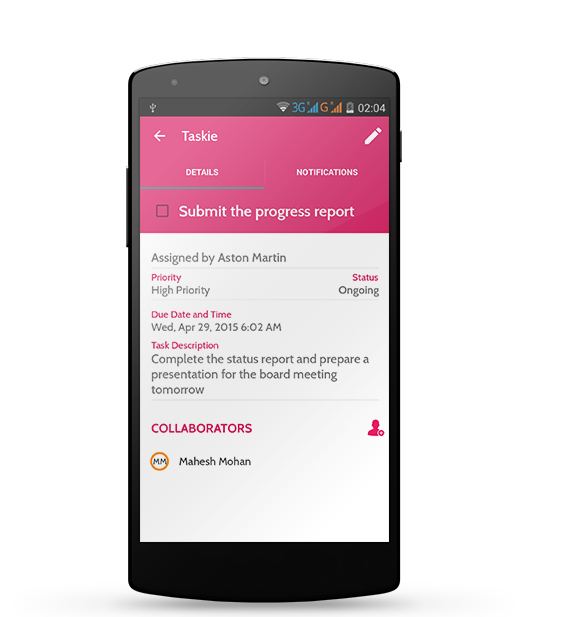 3G G 02:04
Taskie
DETAILS NOTIFICATIONS
Submit the progress report
Assigned by Aston Martin
Priority Status
High Priority Ongoing
Due Date and Time
Wed, Apr 29, 2015 6:02 AM
Task Description
Complete the status report and prepare a
presentation for the board meeting
tomorrow
COLLABORATORS
MM Mahesh Mohan